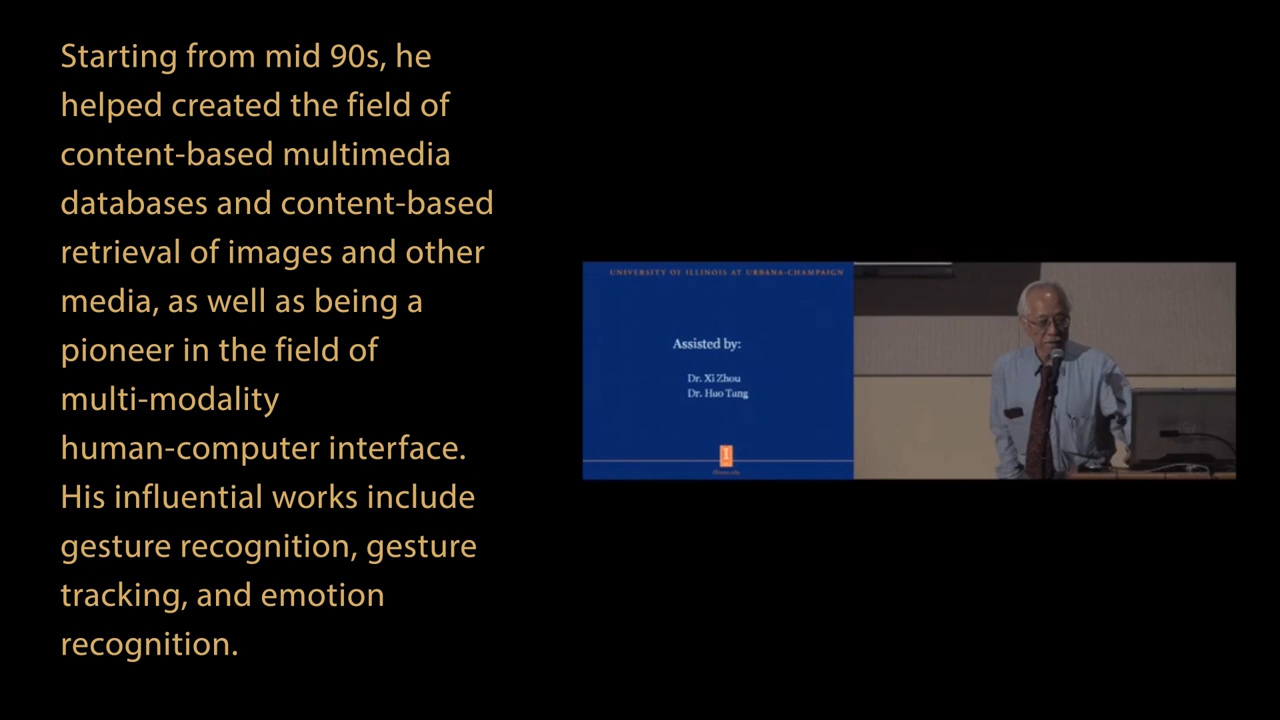 Starting from mid 90s, he
helped created the field of
content-based multimedia
databases and content-based
retrieval of images and other
media, as well as being a
pioneer in the field of
multi-modality
human-computer interface.
His influential works include
gesture recognition, gesture
tracking, and emotion
recognition.
UNIVERSITY OF ILLINOIS AT URBANA-CHAMPAIGN
Assisted by:
Dr. Xi Zhou
Dr. Hao Tang
I